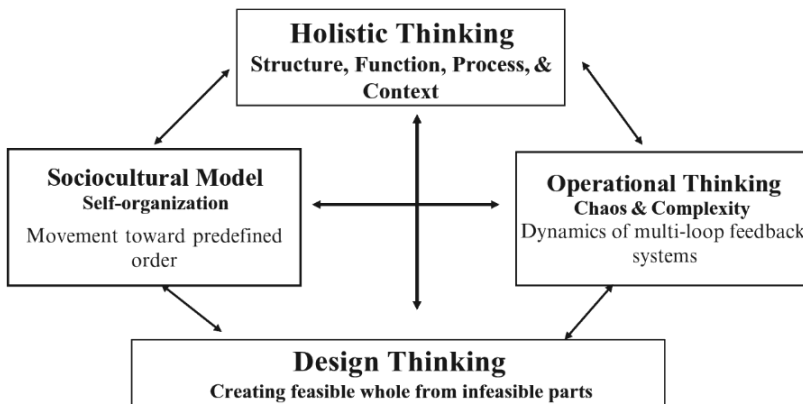 Holistic Thinking
Structure, Function, Process, &
Context
Sociocultural Model
Self-organization
Movement toward predefined
order
Operational Thinking
Chaos & Complexity
Dynamics of multi-loop feedback
systems
Design Thinking
Creating feasible whole from infeasible parts